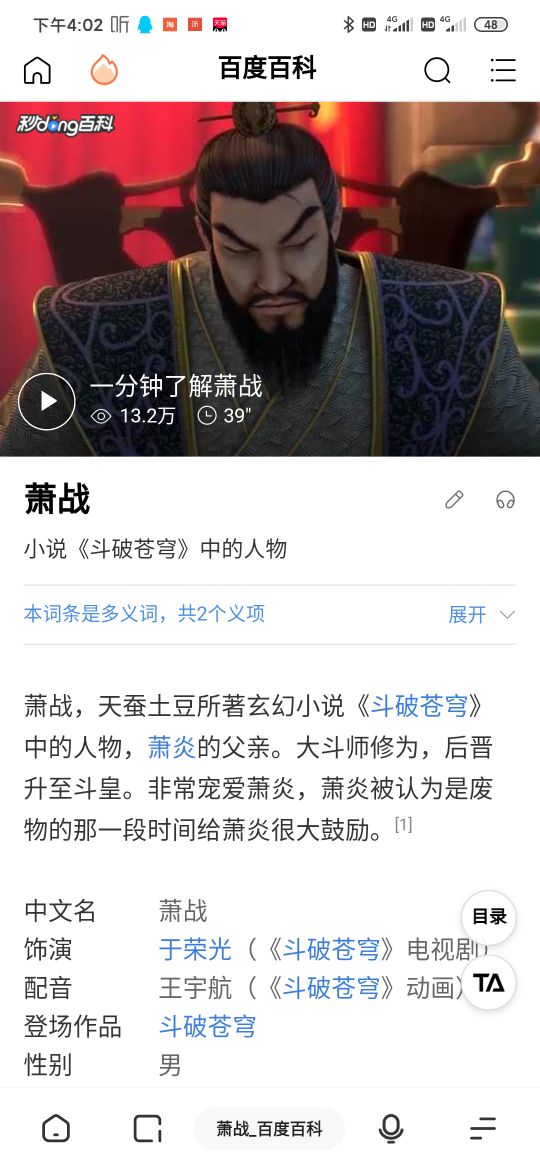 下午4:02
听
淘
听
天猫
HD
4G
HD
4G
48
百度百科
秒dong百科
一分钟了解萧战
13.2万
39"
萧战
小说《斗破苍穹》中的人物
本词条是多义词，共2个义项
展开
萧战，天蚕土豆所著玄幻小说《斗破苍穹》
中的人物，萧炎的父亲。大斗师修为，后晋
升至斗皇。非常宠爱萧炎，萧炎被认为是废
物的那一段时间给萧炎很大鼓励。[1]
中文名 萧战
目录
饰演 于荣光（《斗破苍穹》电视剧）
配音 王宇航（《斗破苍穹》动画）
TA
登场作品 斗破苍穹
性别 男
萧战_百度百科